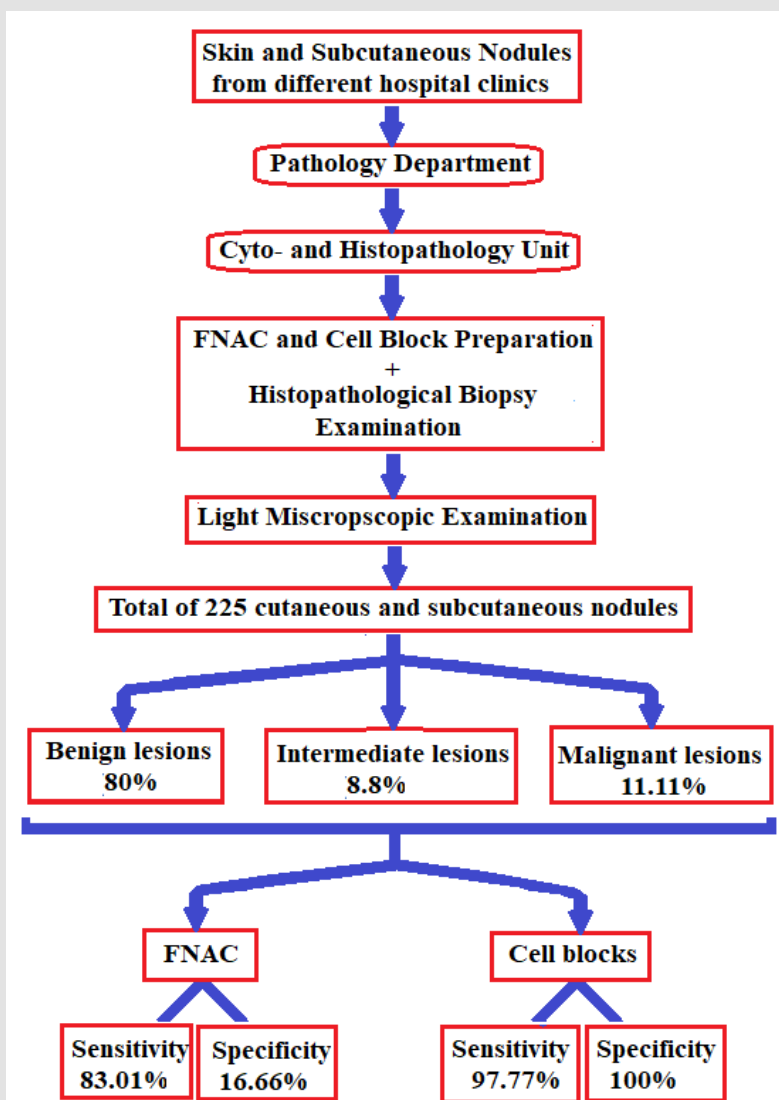 Skin and Subcutaneous Nodules
from different hospital clinics
Pathology Department
Cyto- and Histopathology Unit
FNAC and Cell Block Preparation
+
Histopathological Biopsy
Examination
Light Miscropscopic Examination
Total of 225 cutaneous and subcutaneous nodules
Benign lesions
80%
Intermediate lesions
8.8%
Malignant lesions
11.11%
FNAC
Cell blocks
Sensitivity
83.01%
Specificity
16.66%
Sensitivity
97.77%
Specificity
100%